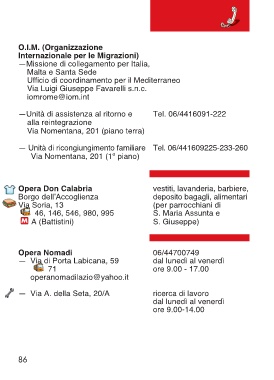 O.I.M. (Organizzazione
Internazionale per le Migrazioni)
—Missione di collegamento per Italia,
Malta e Santa Sede
Ufficio di coordinamento per il Mediterraneo
Via Luigi Giuseppe Favarelli s.n.c.
iomrome@iom.int
—Unità di assistenza al ritorno e Tel. 06/4416091-222
alla reintegrazione
Via Nomentana, 201 (piano terra)
— Unità di ricongiungimento familiare Tel. 06/441609225-233-260
Via Nomentana, 201 (1° piano)
Opera Don Calabria vestiti, lavanderia, barbiere,
Borgo dell'Accoglienza deposito bagagli, alimentari
Via Soria, 13 (per parrocchiani di
46, 146, 546, 980, 995 S. Maria Assunta e
M A (Battistini) S. Giuseppe)
Opera Nomadi 06/44700749
— Via di Porta Labicana, 59 dal lunedì al venerdì
71 ore 9.00 - 17.00
operanomadilazio@yahoo.it
— Via A. della Seta, 20/A ricerca di lavoro
dal lunedì al venerdì
ore 9.00-14.00
86